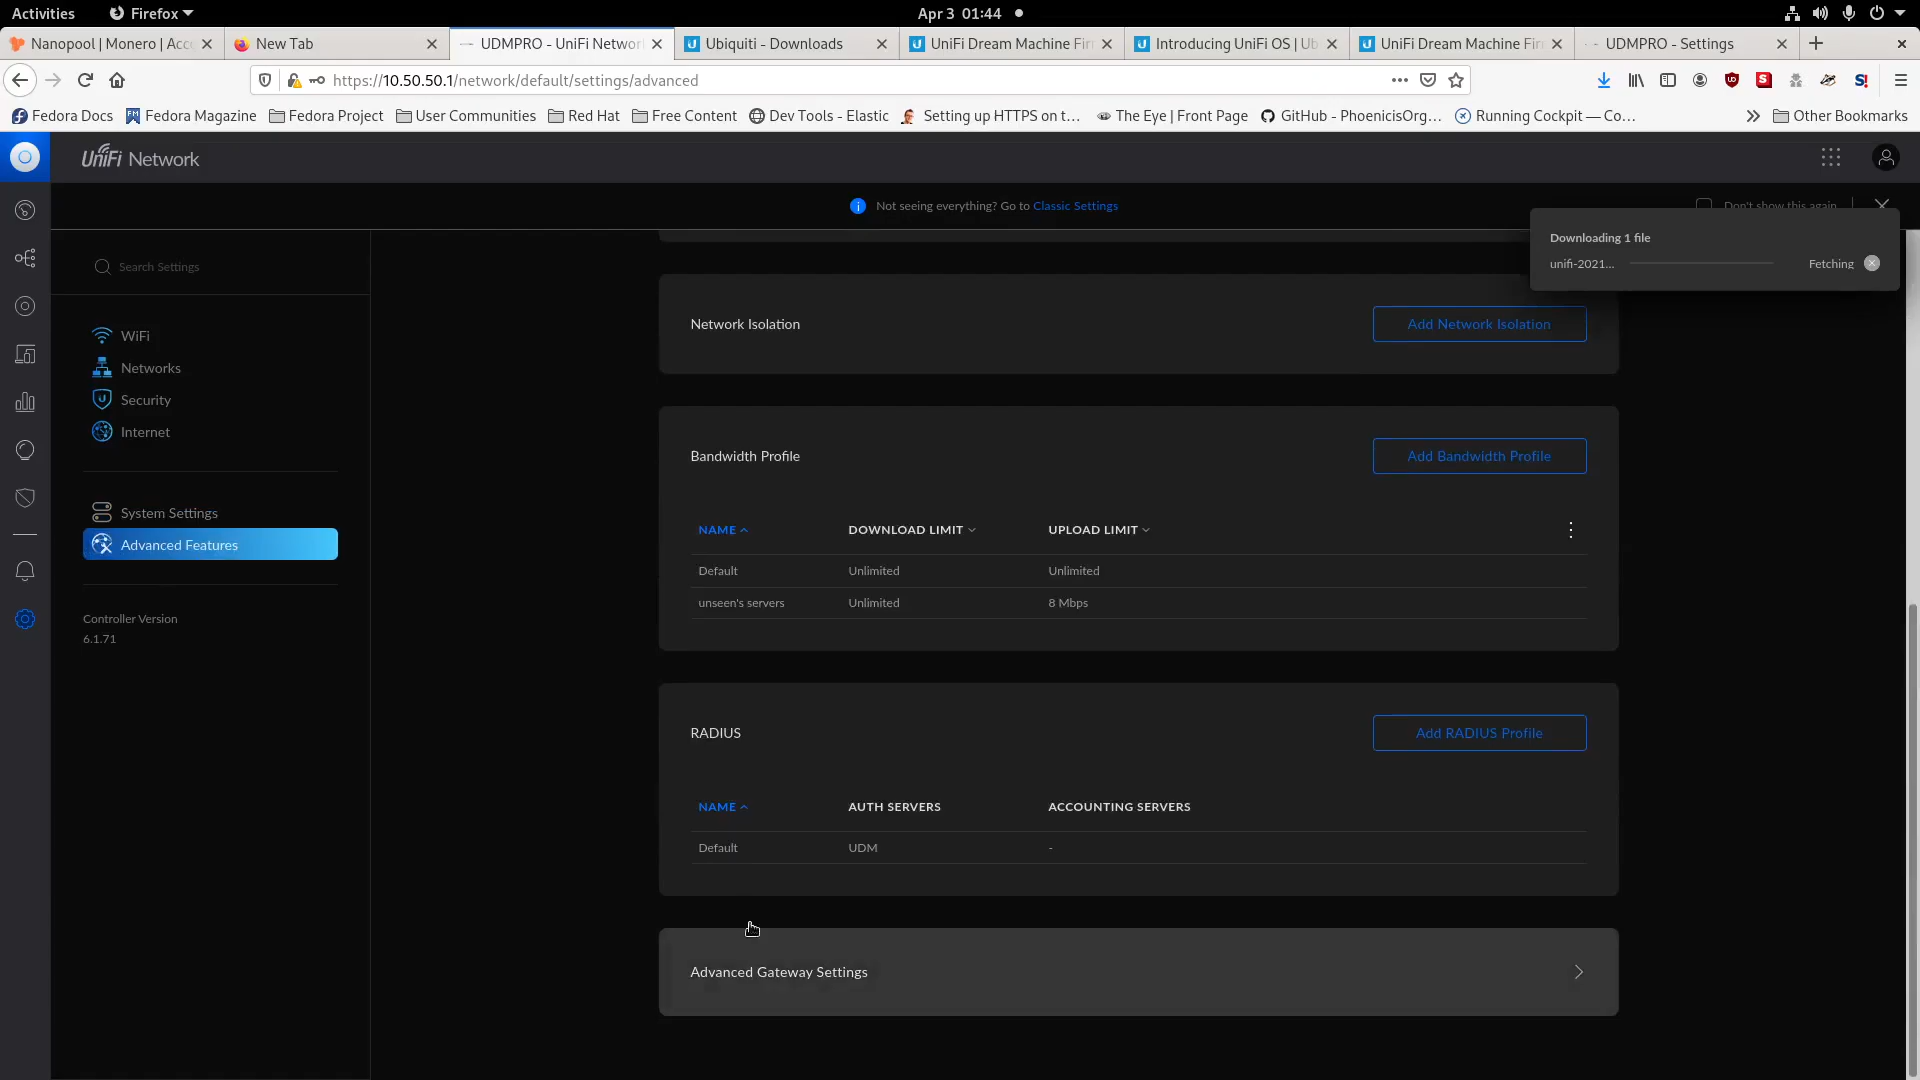 Activities
Firefox
Apr 3 01:44
Nanopool | Monero | Acc
New Tab
UDMPRO - UniFi Networ
Ubiquiti - Downloads
UniFi Dream Machine Fir
Introducing UniFi OS | Ub
UniFi Dream Machine Fir
UDMPRO - Settings
https://10.50.50.1/network/default/settings/advanced
Fedora Docs
Fedora Magazine
Fedora Project
User Communities
Red Hat
Free Content
Dev Tools - Elastic
Setting up HTTPS on t...
The Eye | Front Page
GitHub - PhoenicisOrg...
Running Cockpit — Co...
Other Bookmarks
UniFi Network
Not seeing everything? Go to Classic Settings
Don't show this again
Downloading 1 file
unifi-2021...
Fetching
Search Settings
WiFi
Networks
Security
Internet
System Settings
Advanced Features
Controller Version
6.1.71
Network Isolation
Add Network Isolation
Bandwidth Profile
Add Bandwidth Profile
NAME DOWNLOAD LIMIT UPLOAD LIMIT
Default Unlimited Unlimited
unseen's servers Unlimited 8 Mbps
RADIUS
Add RADIUS Profile
NAME AUTH SERVERS ACCOUNTING SERVERS
Default UDM -
Advanced Gateway Settings